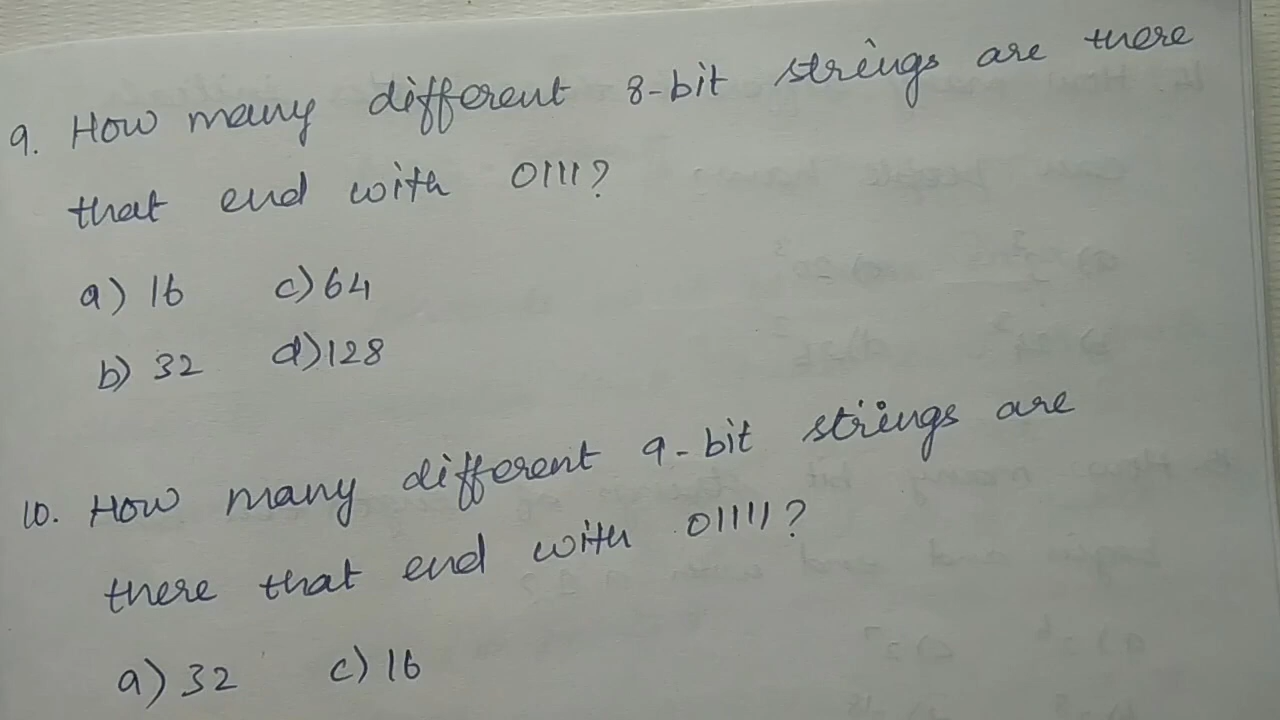 9. How many different 8-bit strings are there
that end with 0111?
a) 16 c) 64
b) 32 d) 128
10. How many different 9-bit strings are
there that end with 01111?
a) 32 c) 16